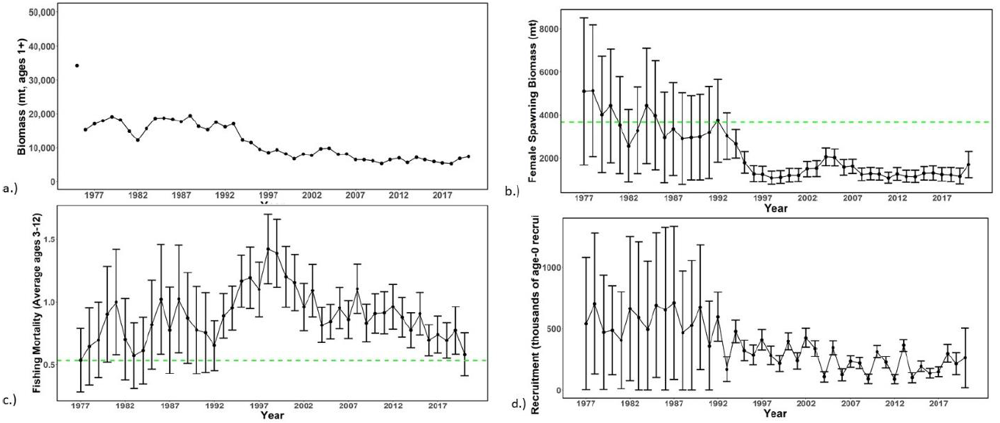 a.)
Biomass (mt, ages 1+)
50,000
40,000
30,000
20,000
10,000
0
1977 1982 1987 1992 1997 2002 2007 2012 2017
b.)
Female Spawning Biomass (mt)
8000
6000
4000
2000
1977 1982 1987 1992 1997 2002 2007 2012 2017
Year
c.)
Fishing Mortality (Average ages 3-12)
1.5
1.0
0.5
1977 1982 1987 1992 1997 2002 2007 2012 2017
Year
d.)
Recruitment (thousands of age-0 recrui
1000
500
0
1977 1982 1987 1992 1997 2002 2007 2012 2017
Year